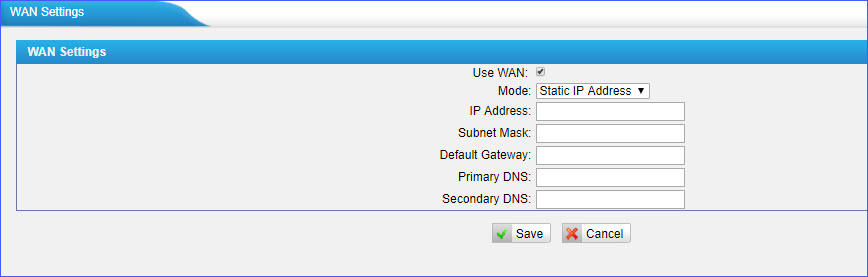 WAN Settings
WAN Settings
Use WAN:
Mode: Static IP Address
IP Address:
Subnet Mask:
Default Gateway:
Primary DNS:
Secondary DNS:
Save Cancel